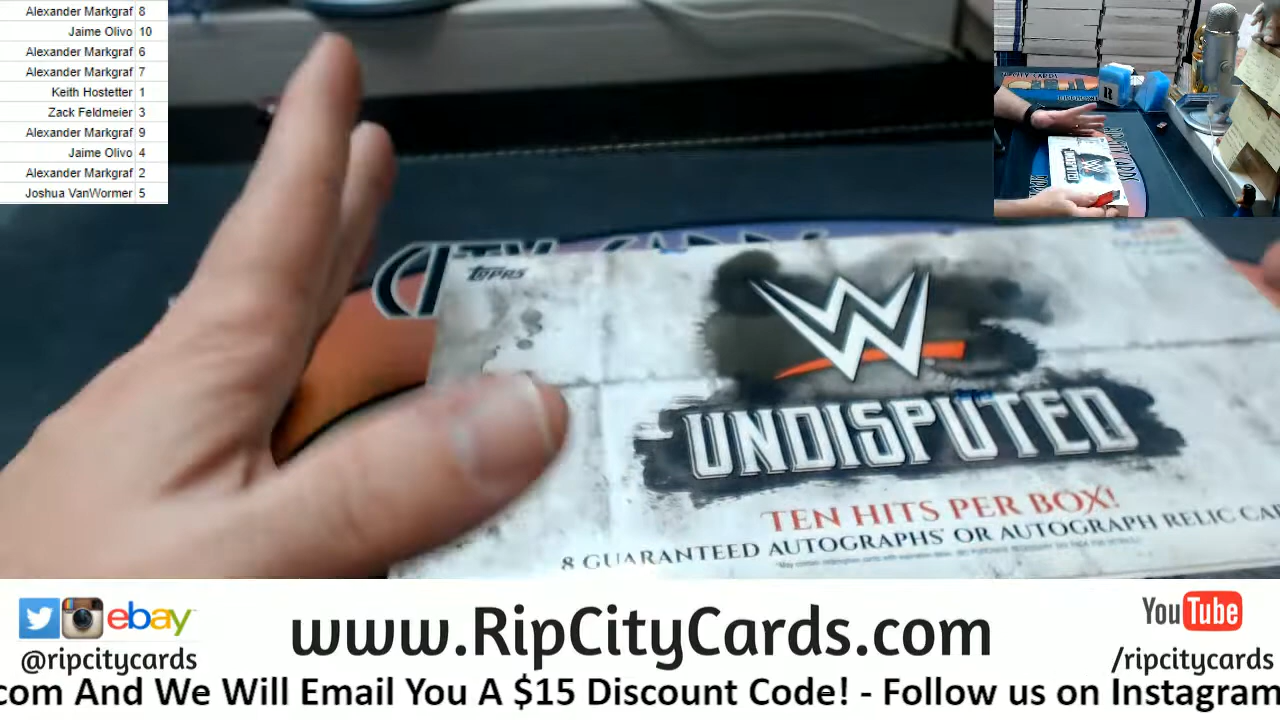 Alexander Markgraf 8
Jaime Olivo 10
Alexander Markgraf 6
Alexander Markgraf 7
Keith Hostetter 1
Zack Feldmeier 3
Alexander Markgraf 9
Jaime Olivo 4
Alexander Markgraf 2
Joshua VanWormer 5
CITY CARDS
TOPPS
W
UNDISPUTED
TEN HITS PER BOX!
8 GUARANTEED AUTOGRAPHS* OR AUTOGRAPH RELIC CAR
ebay
@ripcitycards
www.RipCityCards.com
YouTube
/ripcitycards
com And We Will Email You A $15 Discount Code! - Follow us on Instagram